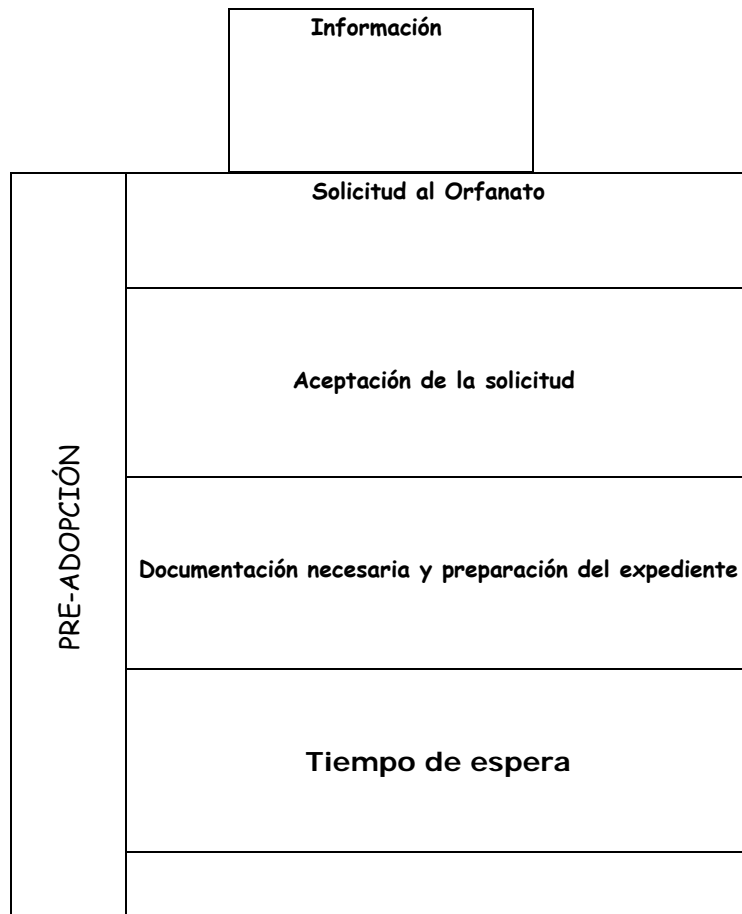 Información
Solicitud al Orfanato
Aceptación de la solicitud
PRE-ADOPCIÓN
Documentación necesaria y preparación del expediente
Tiempo de espera